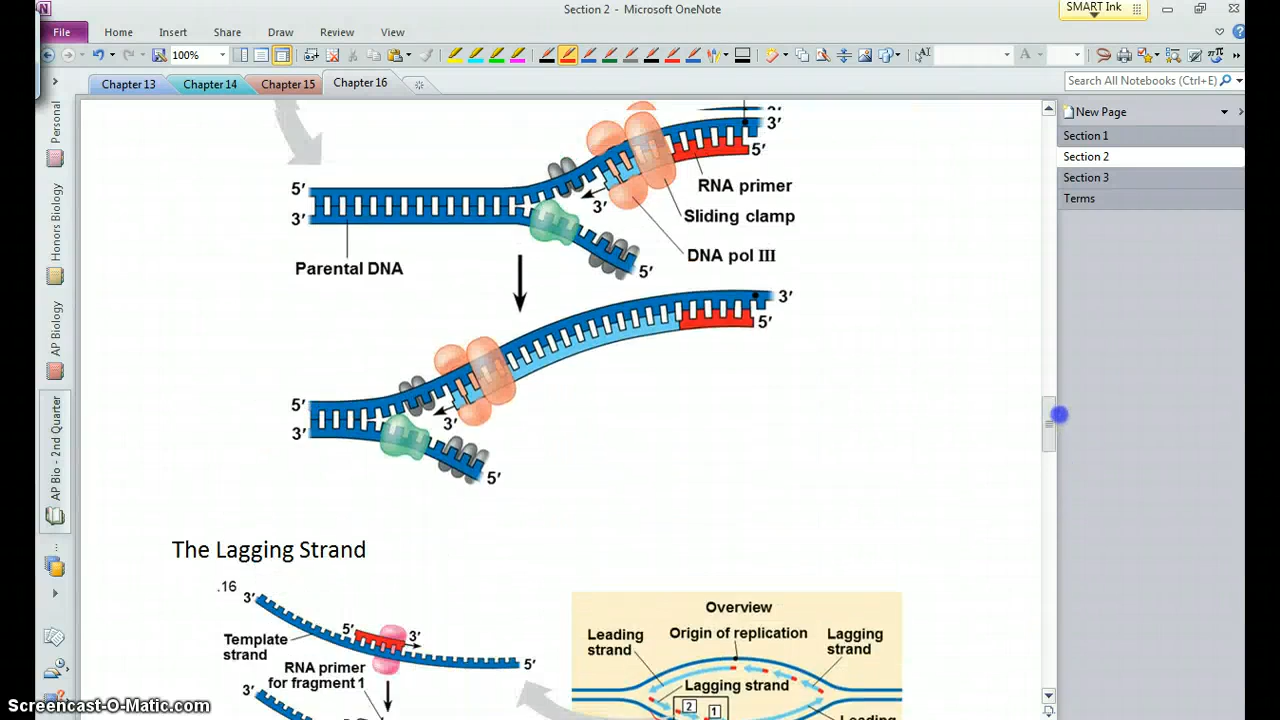 Section 2 - Microsoft OneNote
SMART Ink
File Home Insert Share Draw Review View
100%
Chapter 13 Chapter 14 Chapter 15 Chapter 16
Search All Notebooks (Ctrl+E)
New Page
Section 1
Section 2
Section 3
Terms
Personal
Honors Biology
AP Biology
AP Bio - 2nd Quarter
3′
3′
5′
RNA primer
5′
3′
3′
Sliding clamp
DNA pol III
5′
Parental DNA
3′
5′
5′
3′
3′
5′
The Lagging Strand
.16
3′
5′
3′
Template
strand
5′
RNA primer
for fragment 1
3′
Overview
Leading
strand
Origin of replication
Lagging
strand
Lagging strand
2
1
Leading
Screencast-O-Matic.com